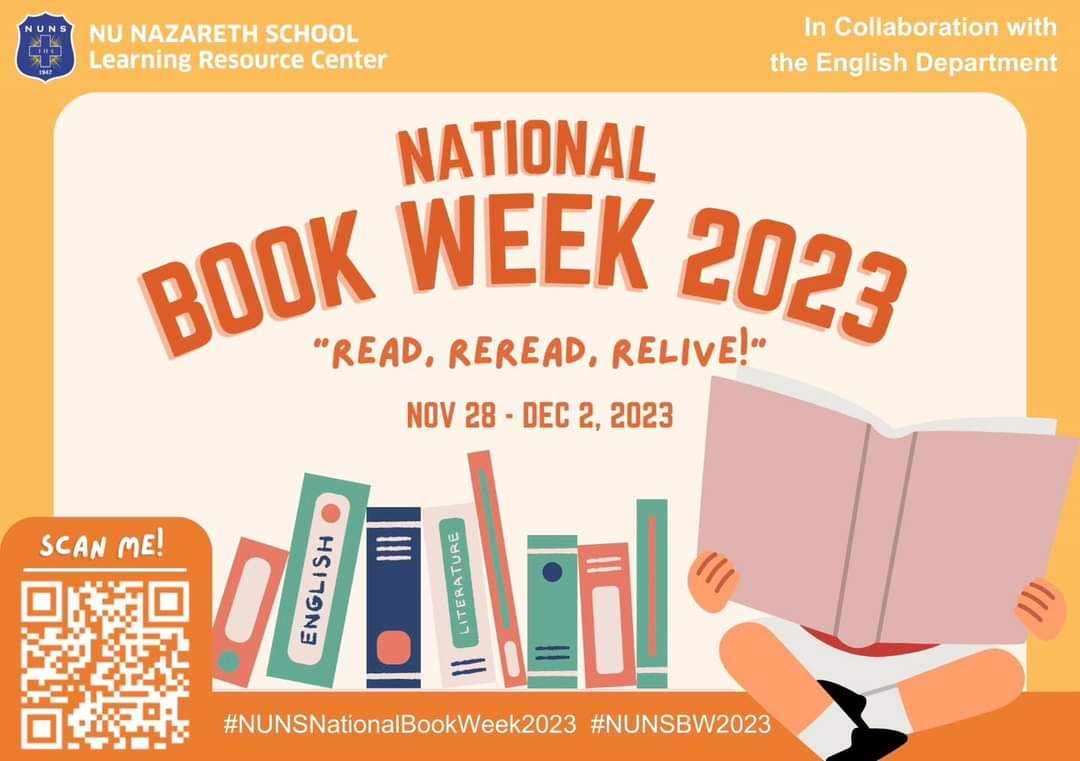 NUNS
1947
NU NAZARETH SCHOOL
Learning Resource Center
In Collaboration with
the English Department
NATIONAL
BOOK WEEK 2023
"READ, REREAD, RELIVE!"
NOV 28 - DEC 2, 2023
ENGLISH
LITERATURE
SCAN ME!
#NUNSNationalBookWeek2023 #NUNSBW2023